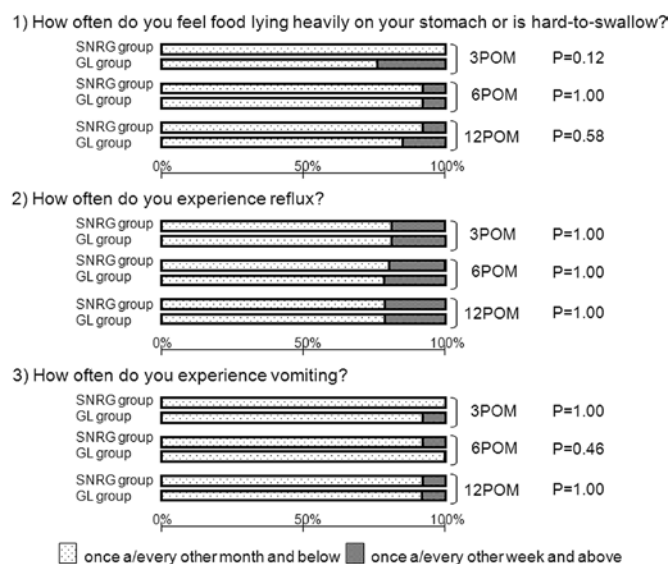 1) How often do you feel food lying heavily on your stomach or is hard-to-swallow?
SNRG group
GL group
3POM P=0.12
SNRG group
GL group
6POM P=1.00
SNRG group
GL group
12POM P=0.58
0% 50% 100%
2) How often do you experience reflux?
SNRG group
GL group
3POM P=1.00
SNRG group
GL group
6POM P=1.00
SNRG group
GL group
12POM P=1.00
0% 50% 100%
3) How often do you experience vomiting?
SNRG group
GL group
3POM P=1.00
SNRG group
GL group
6POM P=0.46
SNRG group
GL group
12POM P=1.00
0% 50% 100%
once a/every other month and below once a/every other week and above